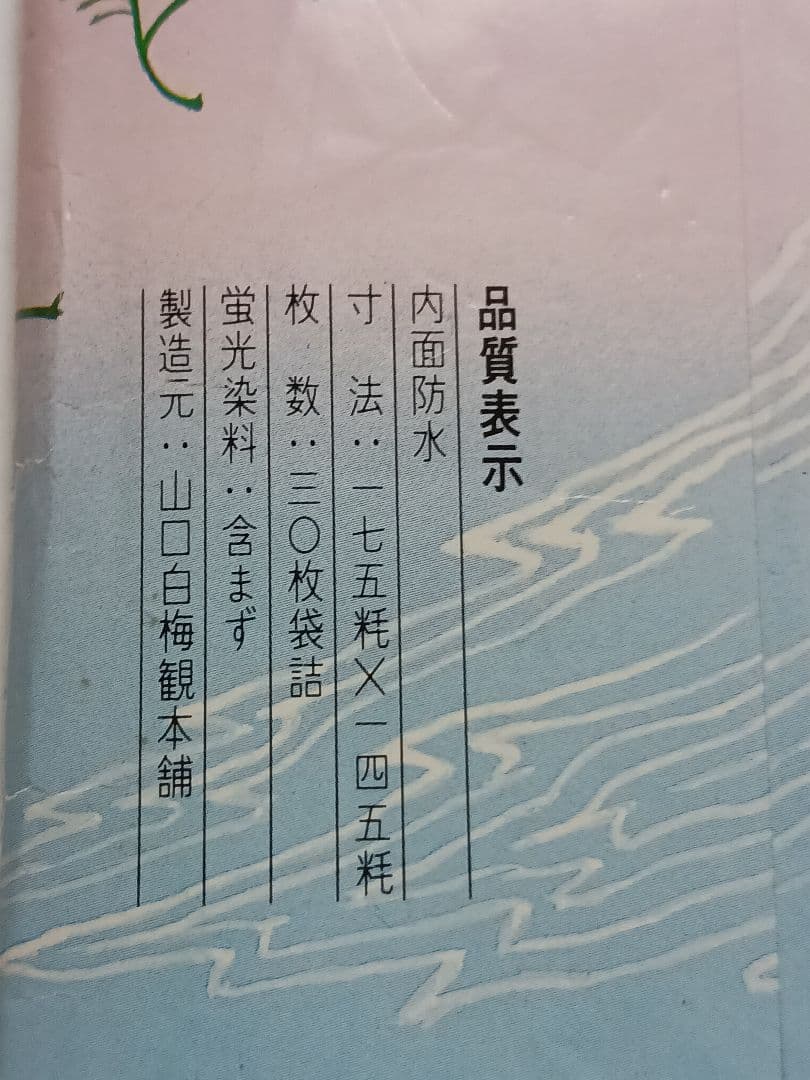 品質表示
内面防水
寸 法：一七五粍×一四五粍
枚 数：三〇枚袋詰
蛍光染料：含まず
製造元：山口白梅観本舗